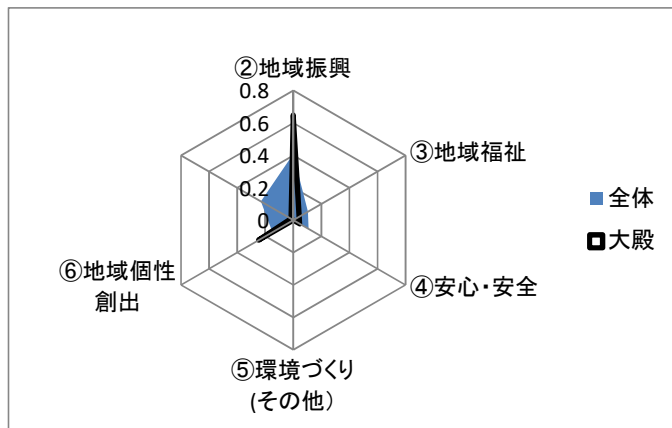 ②地域振興
0.8
0.6
0.4
0.2
0
③地域福祉
④安心・安全
⑤環境づくり
(その他）
⑥地域個性
創出
全体
大殿